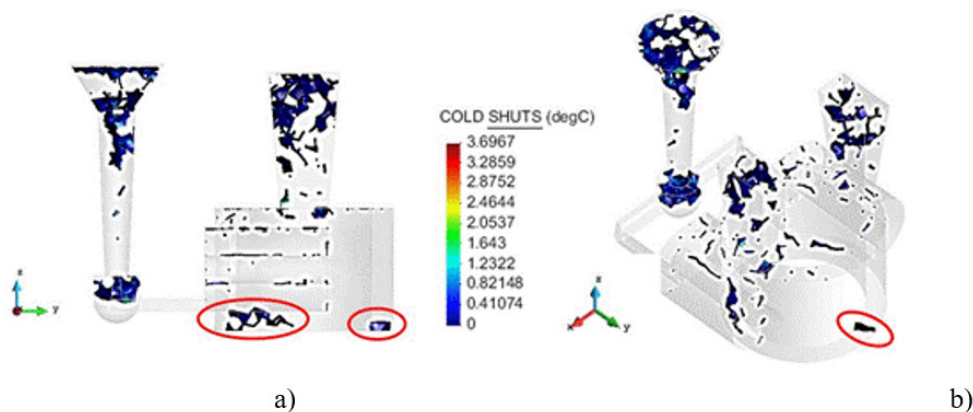 COLD SHUTS (degC)
3.6967
3.2859
2.8752
2.4644
2.0537
1.643
1.2322
0.82148
0.41074
0
z
y
z
x
y
a)
b)